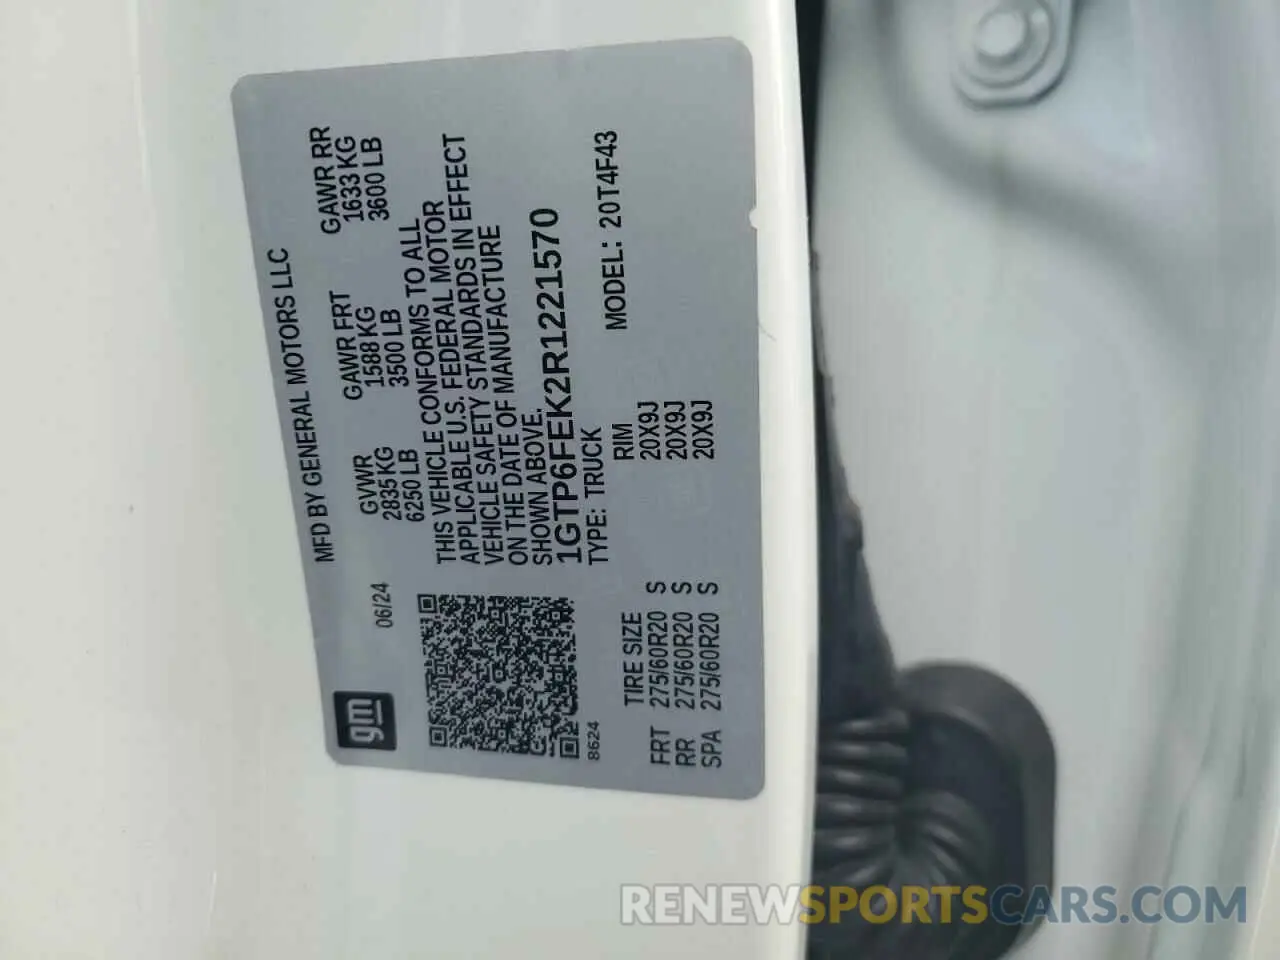 gm
06/24
MFD BY GENERAL MOTORS LLC
GVWR GAWR FRT GAWR RR
2835 KG 1588 KG 1633 KG
6250 LB 3500 LB 3600 LB
THIS VEHICLE CONFORMS TO ALL
APPLICABLE U.S. FEDERAL MOTOR
VEHICLE SAFETY STANDARDS IN EFFECT
ON THE DATE OF MANUFACTURE
SHOWN ABOVE.
1GTP6FEK2R1221570
TYPE: TRUCK MODEL: 20T4F43
8624
TIRE SIZE RIM
FRT 275/60R20 S 20X9J
RR 275/60R20 S 20X9J
SPA 275/60R20 S 20X9J
RENEWSPORTSCARS.COM